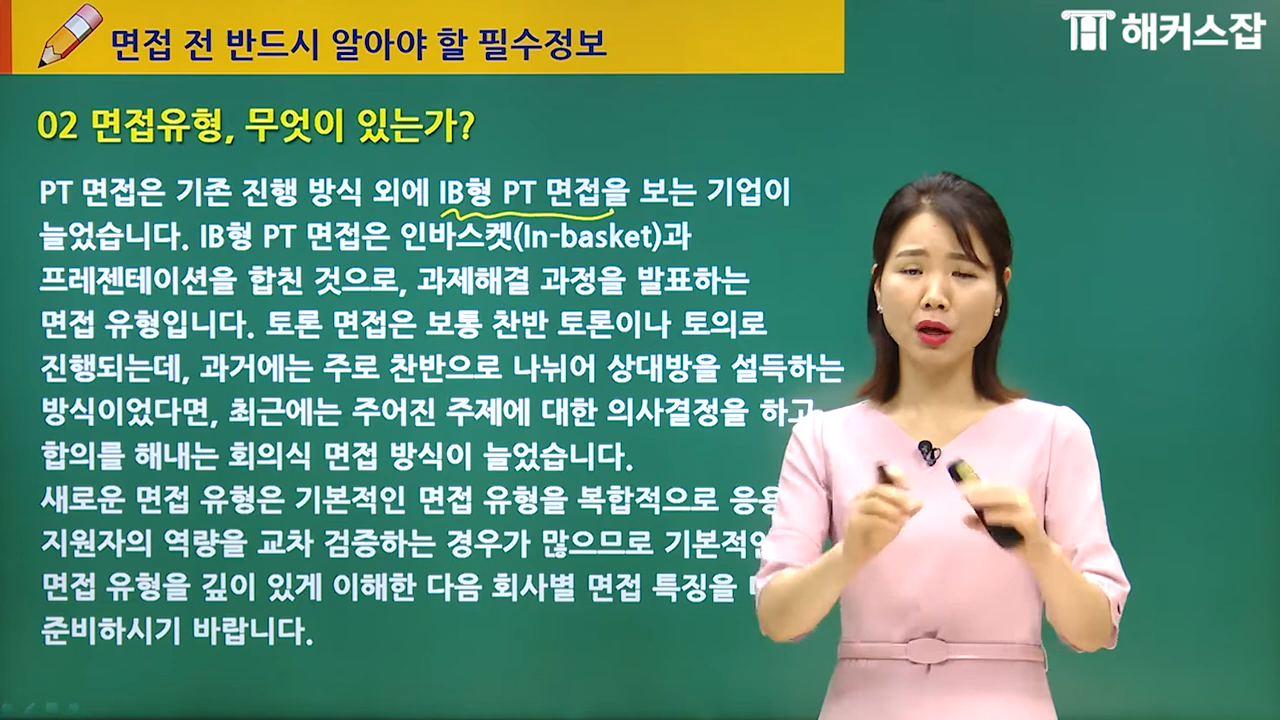 면접 전 반드시 알아야 할 필수정보
해커스잡
02 면접유형, 무엇이 있는가?
PT 면접은 기존 진행 방식 외에 IB형 PT 면접을 보는 기업이
늘었습니다. IB형 PT 면접은 인바스켓(In-basket)과
프레젠테이션을 합친 것으로, 과제해결 과정을 발표하는
면접 유형입니다. 토론 면접은 보통 찬반 토론이나 토의로
진행되는데, 과거에는 주로 찬반으로 나뉘어 상대방을 설득하는
방식이었다면, 최근에는 주어진 주제에 대한 의사결정을 하고
합의를 해내는 회의식 면접 방식이 늘었습니다.
새로운 면접 유형은 기본적인 면접 유형을 복합적으로
지원자의 역량을 교차 검증하는 경우가 많으므로
면접 유형을 깊이 있게 이해한 다음 회사별 면접 특징을
준비하시기 바랍니다.